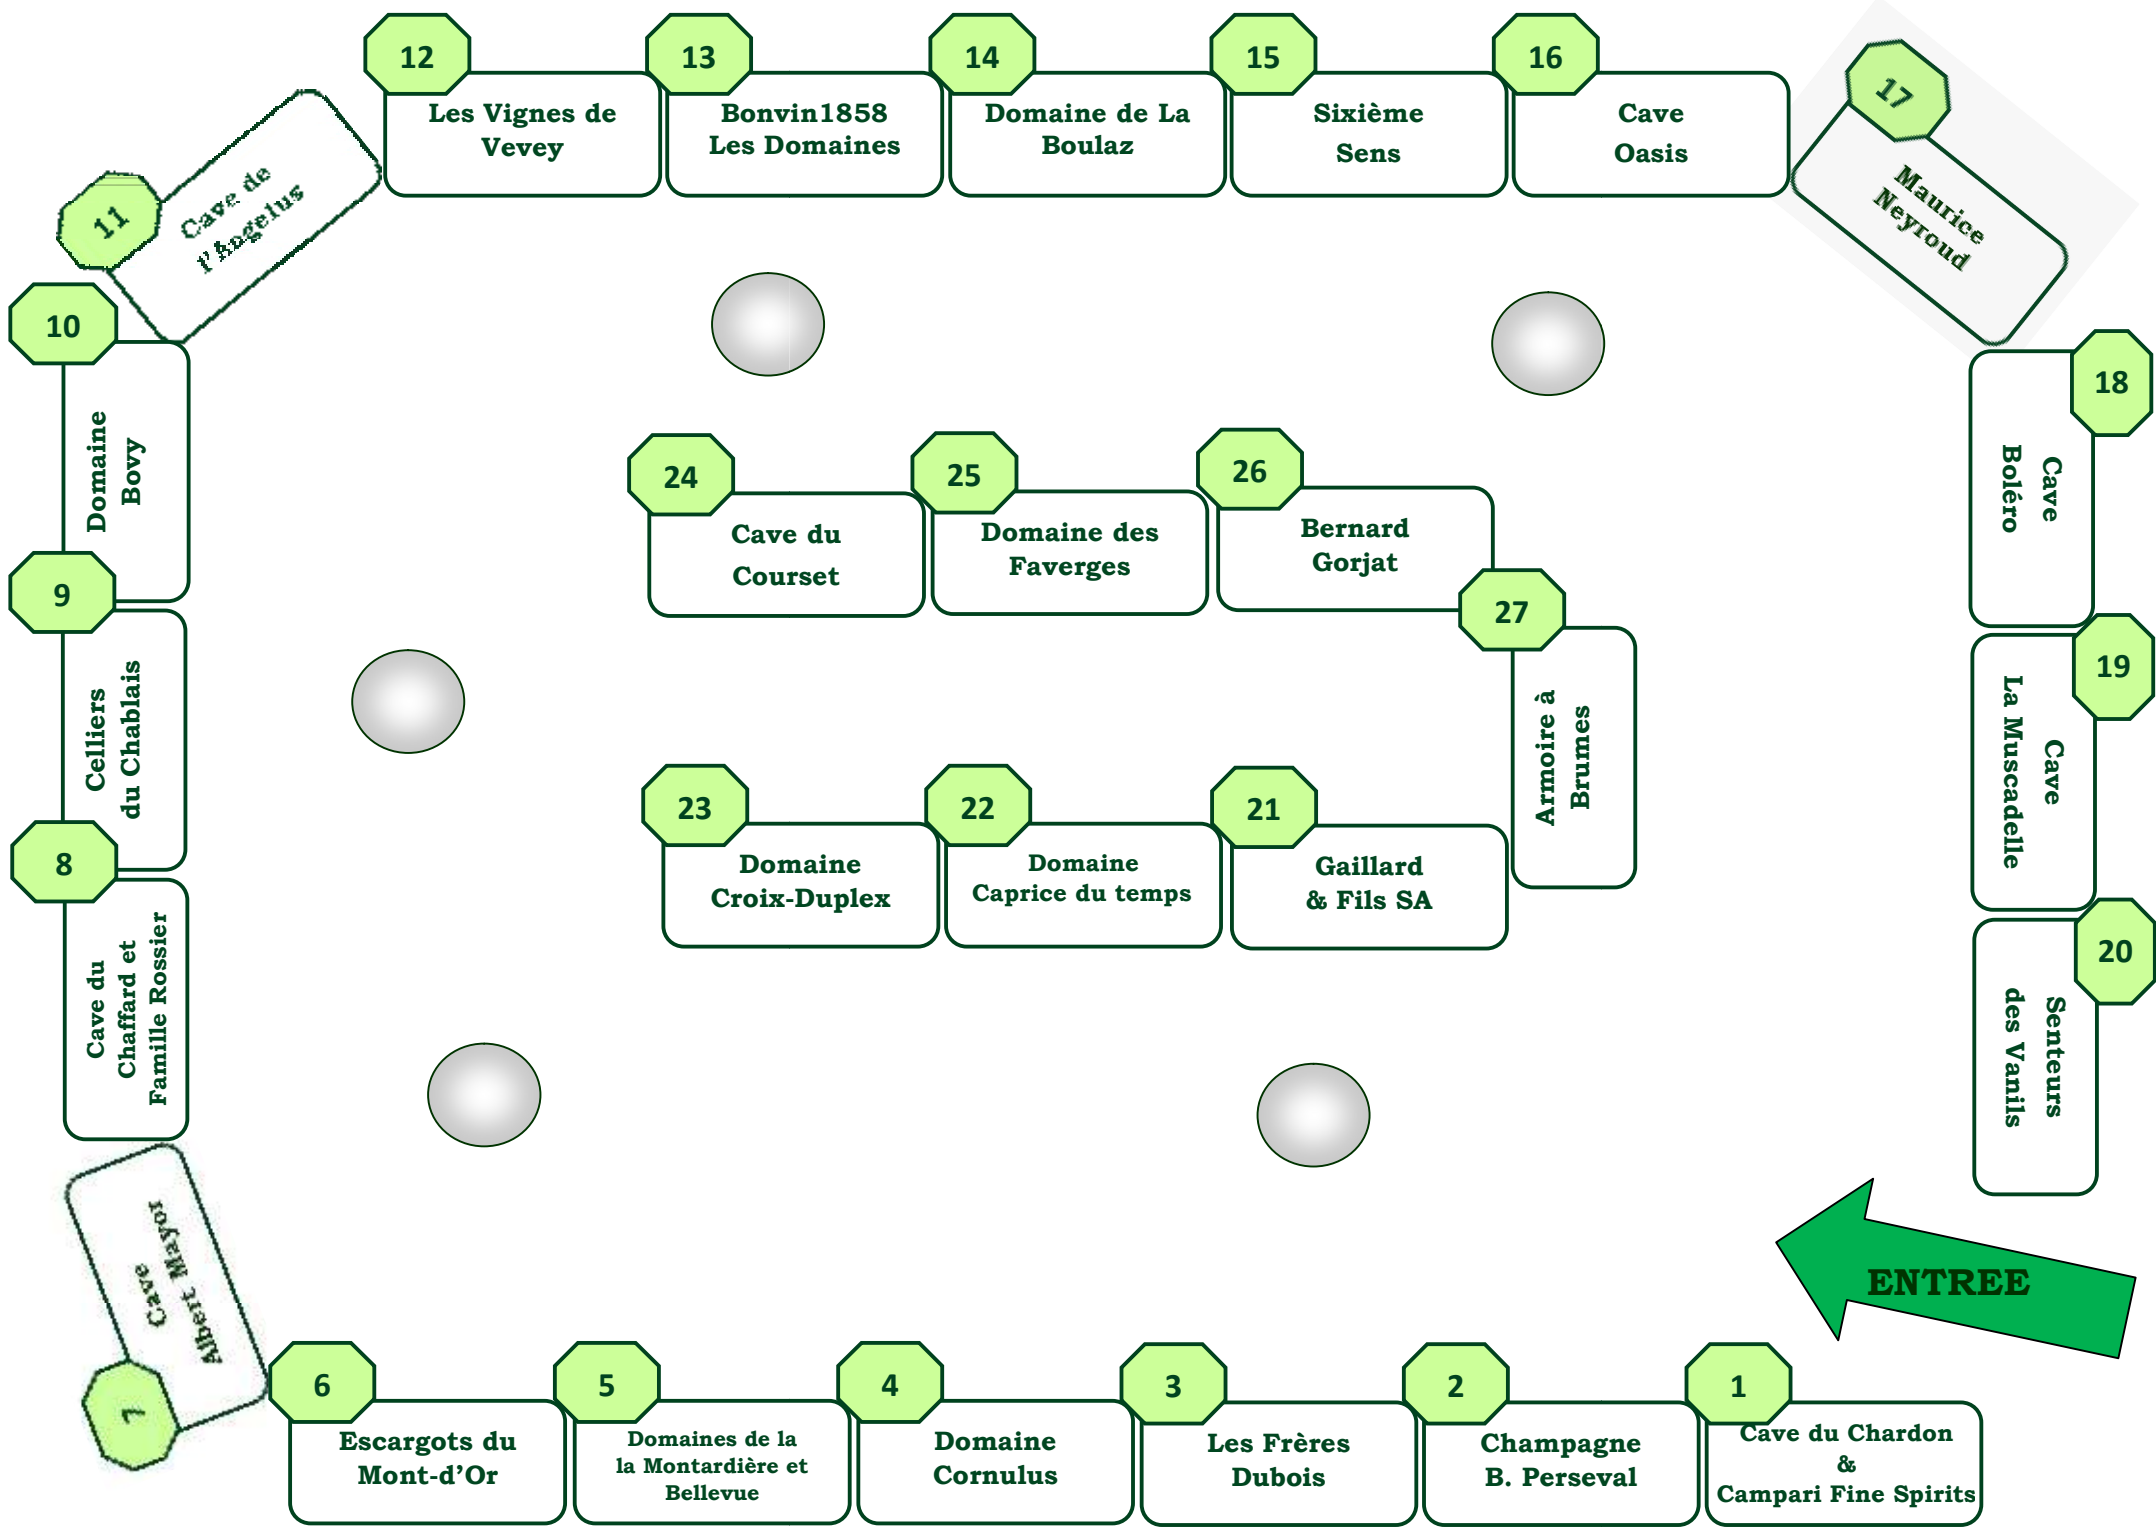 12
Les Vignes de
Vevey
13
Bonvin1858
Les Domaines
14
Domaine de La
Boulaz
15
Sixième
Sens
16
Cave
Oasis
17
Maurice
Neyroud
11
Cave de
l'Angelus
10
Domaine
Bovy
18
Cave
Boléro
24
Cave du
Courset
25
Domaine des
Faverges
26
Bernard
Gorjat
27
Armoire à
Brumes
9
Celliers
du Chablais
19
Cave
La Muscadelle
23
Domaine
Croix-Duplex
22
Domaine
Caprice du temps
21
Gaillard
& Fils SA
8
Cave du
Chaffard et
Famille Rossier
20
Senteurs
des Vanils
7
Cave
Albert Mayor
ENTREE
6
Escargots du
Mont-d’Or
5
Domaines de la
la Montardière et
Bellevue
4
Domaine
Cornulus
3
Les Frères
Dubois
2
Champagne
B. Perseval
1
Cave du Chardon
&
Campari Fine Spirits